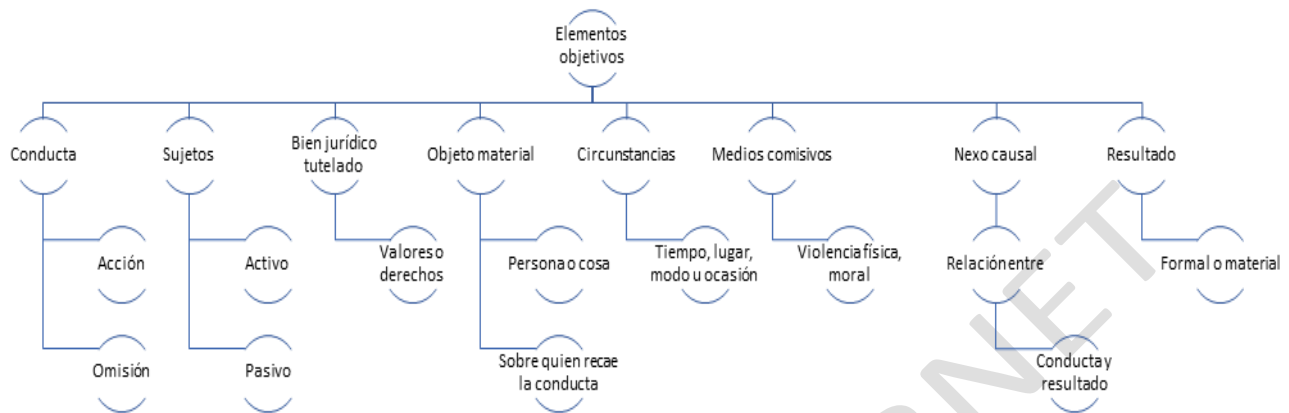 Elementos
objetivos
Conducta
Sujetos
Bien jurídico
tutelado
Objeto material
Circunstancias
Medios comisivos
Nexo causal
Resultado
Acción
Activo
Valores o
derechos
Persona o cosa
Tiempo, lugar,
modo u ocasión
Violencia física,
moral
Relación entre
Formal o material
Omisión
Pasivo
Sobre quien recae
la conducta
Conducta y
resultado
RNET